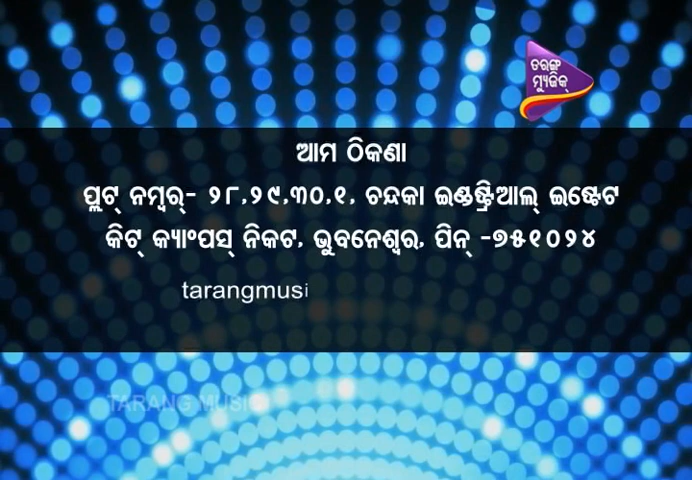 ତରଙ୍ଗ
ମ୍ୟୁଜିକ୍
ଆମ ଠିକଣା
ପ୍ଲଟ୍ ନମ୍ବର୍- ୨୮,୨୯,୩୦,୧, ଚନ୍ଦକା ଇଣ୍ଡଷ୍ଟ୍ରିଆଲ୍ ଇଷ୍ଟେଟ
କିଟ୍ କ୍ୟାଂପସ୍ ନିକଟ, ଭୁବନେଶ୍ୱର, ପିନ୍ -୭୫୧୦୨୪
tarangmusi
TARANG MUSIC